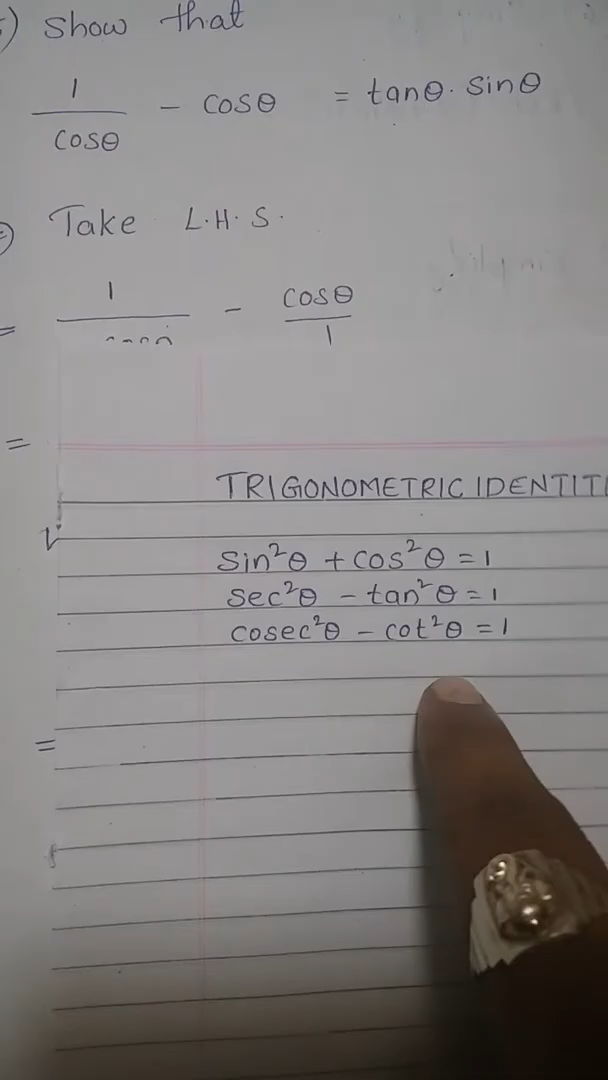 ) Show that
1
cosθ
- cosθ = tanθ. sinθ
Take L.H.S.
= 1 - cosθ
1
=
TRIGONOMETRIC
sin²θ + cos²θ = 1
sec²θ - tan²θ = 1
cosec²θ - cot²θ = 1
=